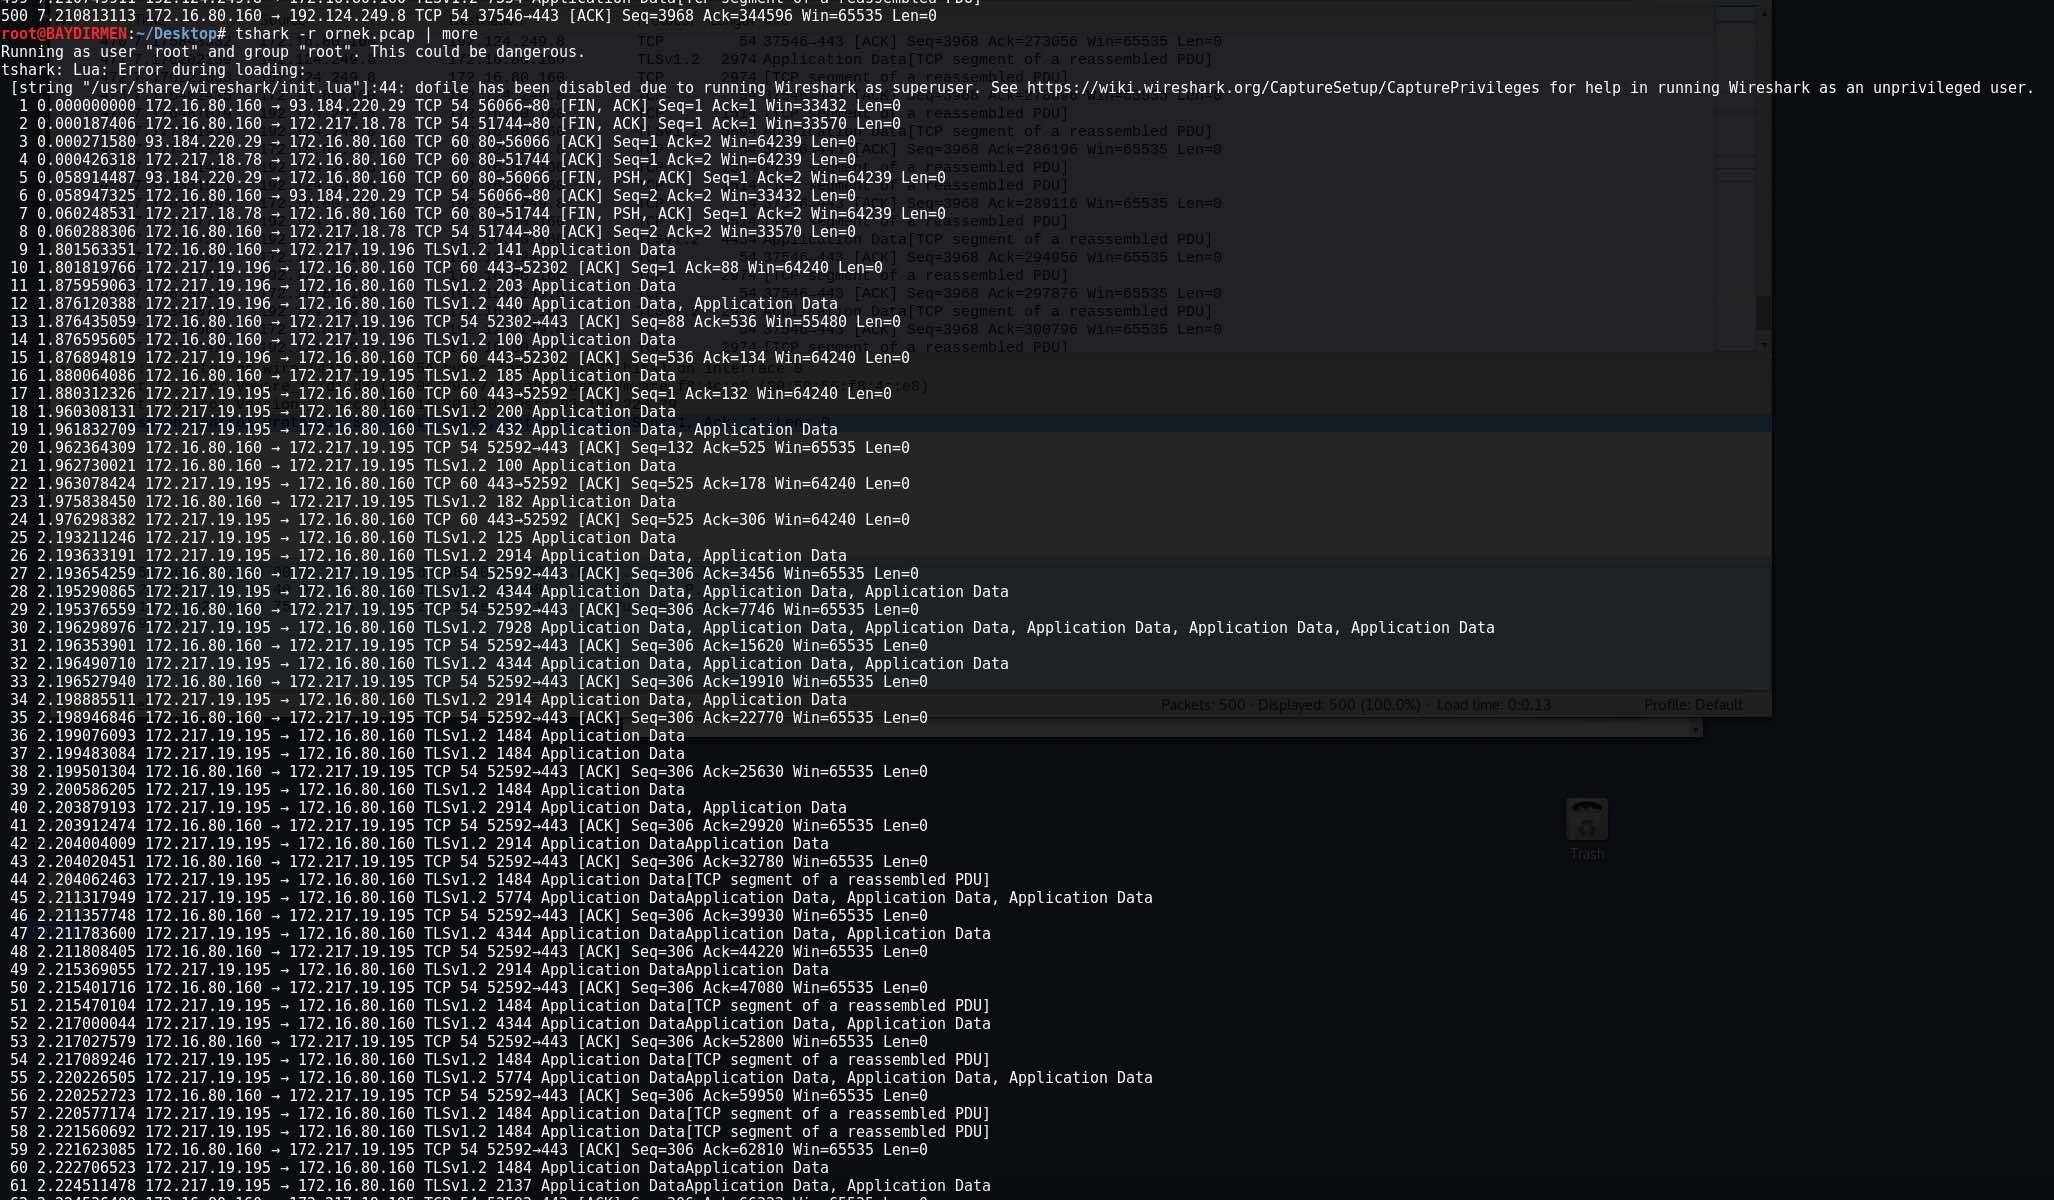 500 7.210813113 172.16.80.160 → 192.124.249.8 TCP 54 37546→443 [ACK] Seq=3968 Ack=344596 Win=65535 Len=0
root@BAYDIRMEN:~/Desktop# tshark -r ornek.pcap | more
Running as user "root" and group "root". This could be dangerous.
tshark: Lua: Error during loading:
[string "/usr/share/wireshark/init.lua"]:44: dofile has been disabled due to running Wireshark as superuser. See https://wiki.wireshark.org/CaptureSetup/CapturePrivileges for help in running Wireshark as an unprivileged user.
1 0.000000000 172.16.80.160 → 93.184.220.29 TCP 54 56066→80 [FIN, ACK] Seq=1 Ack=1 Win=33432 Len=0
2 0.000187406 172.16.80.160 → 172.217.18.78 TCP 54 51744→80 [FIN, ACK] Seq=1 Ack=1 Win=33570 Len=0
3 0.000271500 93.184.220.29 → 172.16.80.160 TCP 60 80→56066 [ACK] Seq=1 Ack=2 Win=64239 Len=0
4 0.000426318 172.217.18.78 → 172.16.80.160 TCP 60 80→51744 [ACK] Seq=1 Ack=2 Win=64239 Len=0
5 0.058914487 93.184.220.29 → 172.16.80.160 TCP 60 80→56066 [FIN, PSH, ACK] Seq=1 Ack=2 Win=64239 Len=0
6 0.058947325 172.16.80.160 → 93.184.220.29 TCP 54 56066→80 [ACK] Seq=2 Ack=2 Win=33432 Len=0
7 0.060248531 172.217.18.78 → 172.16.80.160 TCP 60 80→51744 [FIN, PSH, ACK] Seq=1 Ack=2 Win=64239 Len=0
8 0.060288306 172.16.80.160 → 172.217.18.78 TCP 54 51744→80 [ACK] Seq=2 Ack=2 Win=33570 Len=0
9 1.801563351 172.16.80.160 → 172.217.19.196 TLSv1.2 141 Application Data
10 1.801819766 172.217.19.196 → 172.16.80.160 TCP 60 443→52302 [ACK] Seq=1 Ack=88 Win=64240 Len=0
11 1.875959063 172.217.19.196 → 172.16.80.160 TLSv1.2 203 Application Data
12 1.876120388 172.217.19.196 → 172.16.80.160 TLSv1.2 440 Application Data, Application Data
13 1.876435059 172.16.80.160 → 172.217.19.196 TCP 54 52302→443 [ACK] Seq=88 Ack=536 Win=55480 Len=0
14 1.876595605 172.16.80.160 → 172.217.19.196 TLSv1.2 100 Application Data
15 1.876894819 172.217.19.196 → 172.16.80.160 TCP 60 443→52302 [ACK] Seq=536 Ack=134 Win=64240 Len=0
16 1.880064086 172.16.80.160 → 172.217.19.195 TLSv1.2 185 Application Data
17 1.880312326 172.217.19.195 → 172.16.80.160 TCP 60 443→52592 [ACK] Seq=1 Ack=132 Win=64240 Len=0
18 1.960308131 172.217.19.195 → 172.16.80.160 TLSv1.2 200 Application Data
19 1.961832709 172.217.19.195 → 172.16.80.160 TLSv1.2 432 Application Data, Application Data
20 1.962364309 172.16.80.160 → 172.217.19.195 TCP 54 52592→443 [ACK] Seq=132 Ack=525 Win=65535 Len=0
21 1.962730021 172.16.80.160 → 172.217.19.195 TLSv1.2 100 Application Data
22 1.963078424 172.217.19.195 → 172.16.80.160 TCP 60 443→52592 [ACK] Seq=525 Ack=178 Win=64240 Len=0
23 1.975838450 172.16.80.160 → 172.217.19.195 TLSv1.2 182 Application Data
24 1.976298382 172.217.19.195 → 172.16.80.160 TCP 60 443→52592 [ACK] Seq=525 Ack=306 Win=64240 Len=0
25 2.193211246 172.217.19.195 → 172.16.80.160 TLSv1.2 125 Application Data
26 2.193633191 172.217.19.195 → 172.16.80.160 TLSv1.2 2914 Application Data, Application Data
27 2.193654259 172.16.80.160 → 172.217.19.195 TCP 54 52592→443 [ACK] Seq=306 Ack=3456 Win=65535 Len=0
28 2.195290865 172.217.19.195 → 172.16.80.160 TLSv1.2 4344 Application Data, Application Data, Application Data
29 2.195376559 172.16.80.160 → 172.217.19.195 TCP 54 52592→443 [ACK] Seq=306 Ack=7746 Win=65535 Len=0
30 2.196298976 172.217.19.195 → 172.16.80.160 TLSv1.2 7928 Application Data, Application Data, Application Data, Application Data, Application Data, Application Data
31 2.196353901 172.16.80.160 → 172.217.19.195 TCP 54 52592→443 [ACK] Seq=306 Ack=15620 Win=65535 Len=0
32 2.196490710 172.217.19.195 → 172.16.80.160 TLSv1.2 4344 Application Data, Application Data, Application Data
33 2.196527940 172.16.80.160 → 172.217.19.195 TCP 54 52592→443 [ACK] Seq=306 Ack=19910 Win=65535 Len=0
34 2.198885511 172.217.19.195 → 172.16.80.160 TLSv1.2 2914 Application Data, Application Data
35 2.198946846 172.16.80.160 → 172.217.19.195 TCP 54 52592→443 [ACK] Seq=306 Ack=22770 Win=65535 Len=0
Packets: 500 · Displayed: 500 (100.0%) · Load time: 0:0.13 Profile: Default
36 2.199076093 172.217.19.195 → 172.16.80.160 TLSv1.2 1484 Application Data
37 2.199483084 172.217.19.195 → 172.16.80.160 TLSv1.2 1484 Application Data
38 2.199501304 172.16.80.160 → 172.217.19.195 TCP 54 52592→443 [ACK] Seq=306 Ack=25630 Win=65535 Len=0
39 2.200586205 172.217.19.195 → 172.16.80.160 TLSv1.2 1484 Application Data
40 2.203879193 172.217.19.195 → 172.16.80.160 TLSv1.2 2914 Application Data, Application Data
41 2.203912474 172.16.80.160 → 172.217.19.195 TCP 54 52592→443 [ACK] Seq=306 Ack=29920 Win=65535 Len=0
42 2.204004009 172.217.19.195 → 172.16.80.160 TLSv1.2 2914 Application DataApplication Data
43 2.204020451 172.16.80.160 → 172.217.19.195 TCP 54 52592→443 [ACK] Seq=306 Ack=32780 Win=65535 Len=0
Trash
44 2.204062463 172.217.19.195 → 172.16.80.160 TLSv1.2 1484 Application Data[TCP segment of a reassembled PDU]
45 2.211317949 172.217.19.195 → 172.16.80.160 TLSv1.2 5774 Application DataApplication Data, Application Data, Application Data
46 2.211357748 172.16.80.160 → 172.217.19.195 TCP 54 52592→443 [ACK] Seq=306 Ack=39930 Win=65535 Len=0
47 2.211783600 172.217.19.195 → 172.16.80.160 TLSv1.2 4344 Application DataApplication Data, Application Data
48 2.211808405 172.16.80.160 → 172.217.19.195 TCP 54 52592→443 [ACK] Seq=306 Ack=44220 Win=65535 Len=0
49 2.215369055 172.217.19.195 → 172.16.80.160 TLSv1.2 2914 Application DataApplication Data
50 2.215401716 172.16.80.160 → 172.217.19.195 TCP 54 52592→443 [ACK] Seq=306 Ack=47080 Win=65535 Len=0
51 2.215470104 172.217.19.195 → 172.16.80.160 TLSv1.2 1484 Application Data[TCP segment of a reassembled PDU]
52 2.217000044 172.217.19.195 → 172.16.80.160 TLSv1.2 4344 Application DataApplication Data, Application Data
53 2.217027579 172.16.80.160 → 172.217.19.195 TCP 54 52592→443 [ACK] Seq=306 Ack=52800 Win=65535 Len=0
54 2.217089246 172.217.19.195 → 172.16.80.160 TLSv1.2 1484 Application Data[TCP segment of a reassembled PDU]
55 2.220226505 172.217.19.195 → 172.16.80.160 TLSv1.2 5774 Application DataApplication Data, Application Data, Application Data
56 2.220252723 172.16.80.160 → 172.217.19.195 TCP 54 52592→443 [ACK] Seq=306 Ack=59950 Win=65535 Len=0
57 2.220577174 172.217.19.195 → 172.16.80.160 TLSv1.2 1484 Application Data[TCP segment of a reassembled PDU]
58 2.221560692 172.217.19.195 → 172.16.80.160 TLSv1.2 1484 Application Data[TCP segment of a reassembled PDU]
59 2.221623085 172.16.80.160 → 172.217.19.195 TCP 54 52592→443 [ACK] Seq=306 Ack=62810 Win=65535 Len=0
60 2.222706523 172.217.19.195 → 172.16.80.160 TLSv1.2 1484 Application DataApplication Data
61 2.224511478 172.217.19.195 → 172.16.80.160 TLSv1.2 2137 Application DataApplication Data, Application Data